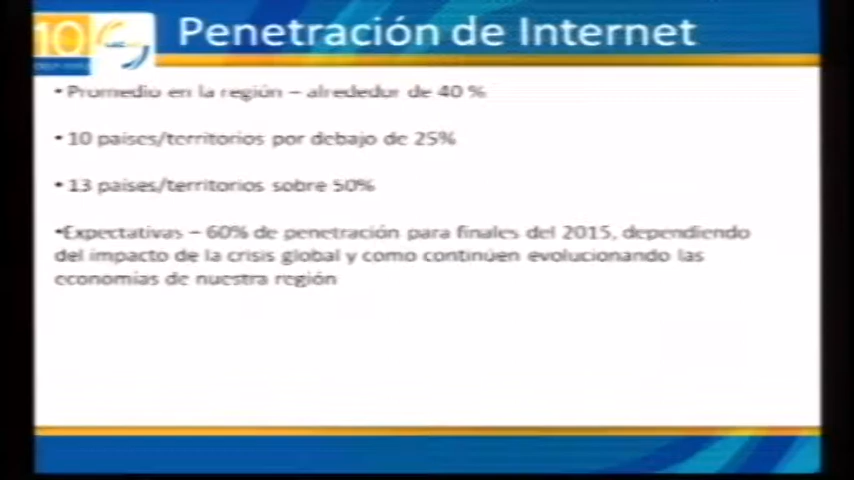 10
Penetración de Internet
• Promedio en la región – alrededor de 40 %
• 10 países/territorios por debajo de 25%
• 13 países/territorios sobre 50%
•Expectativas – 60% de penetración para finales del 2015, dependiendo
del impacto de la crisis global y como continúen evolucionando las
economías de nuestra región